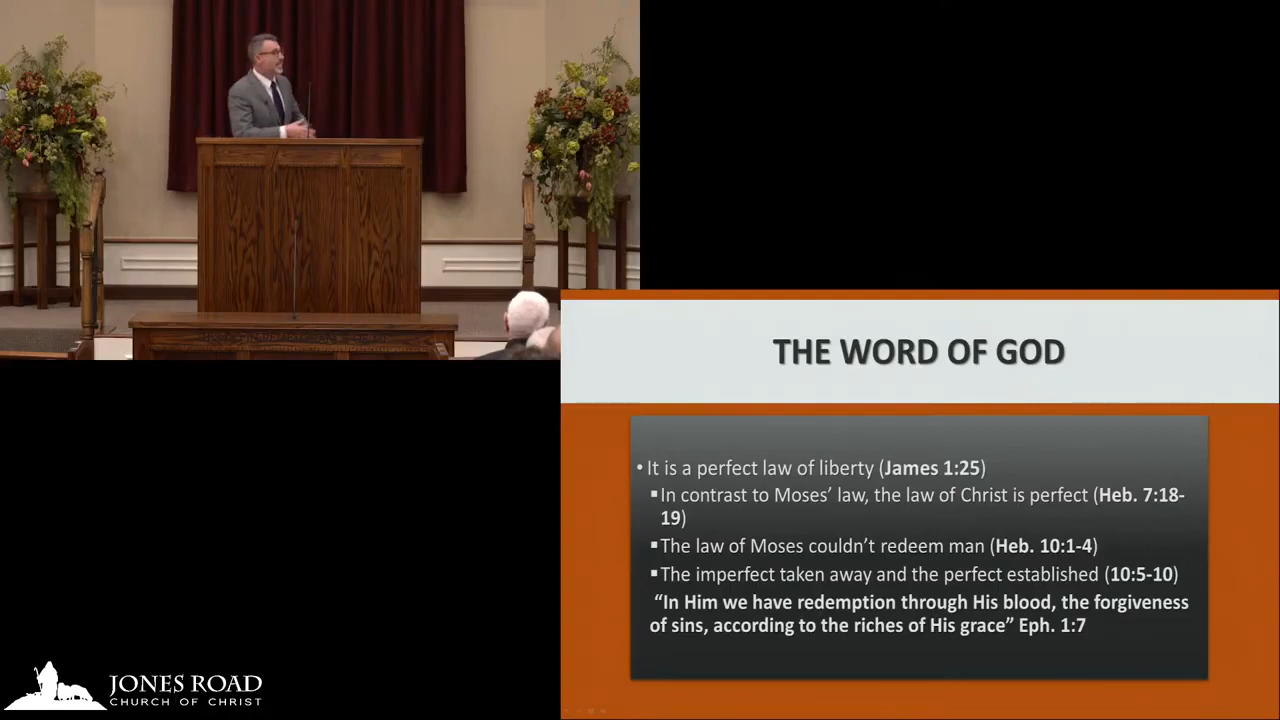 THE WORD OF GOD
• It is a perfect law of liberty (James 1:25)
▪ In contrast to Moses’ law, the law of Christ is perfect (Heb. 7:18-
19)
▪ The law of Moses couldn’t redeem man (Heb. 10:1-4)
▪ The imperfect taken away and the perfect established (10:5-10)
“In Him we have redemption through His blood, the forgiveness
of sins, according to the riches of His grace” Eph. 1:7
JONES ROAD
CHURCH OF CHRIST